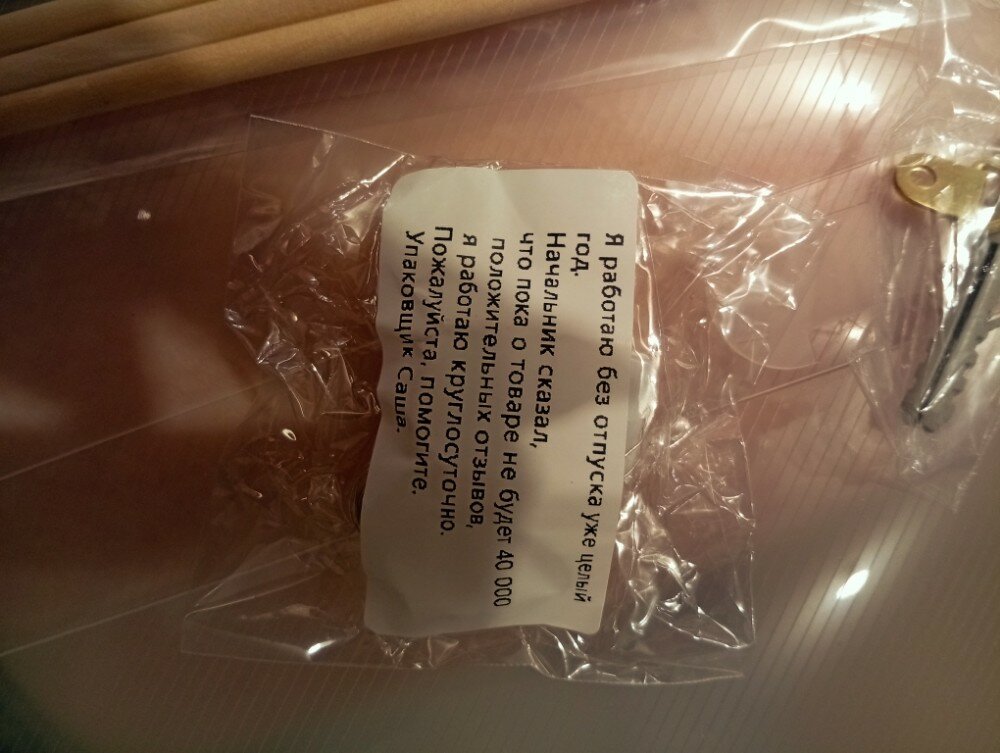 Я работаю без отпуска уже целый
год.
Начальник сказал,
что пока о товаре не будет 40 000
положительных отзывов,
я работаю круглосуточно.
Пожалуйста, помогите.
Упаковщик Саша.